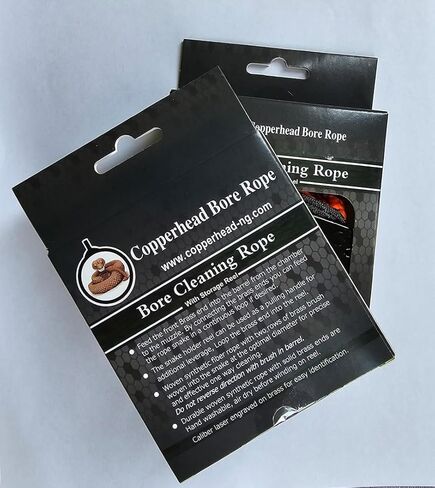 Copperhead Bore Rope
www.copperhead-ng.com
Bore Cleaning Rope
With Storage Reel
Feed the front Brass end into the barrel from the chamber
to the muzzle. By connecting the brass ends you can feed
the rope snake in a continuous loop if desired.
The snake holder reel can be used as a pulling handle for
additional leverage. Loop the brass end into the reel.
Woven synthetic fiber rope with two rows of brass brush
woven into the snake at the optimal diameter for precise
and effective one way clearing.
Do not reverse direction with brush in barrel.
Durable woven synthetic rope with solid brass ends are
Hand washable, air dry before winding on reel.
Caliber laser engraved on brass for easy identification.
Copperhead Bore Rope
ning Rope
Reel